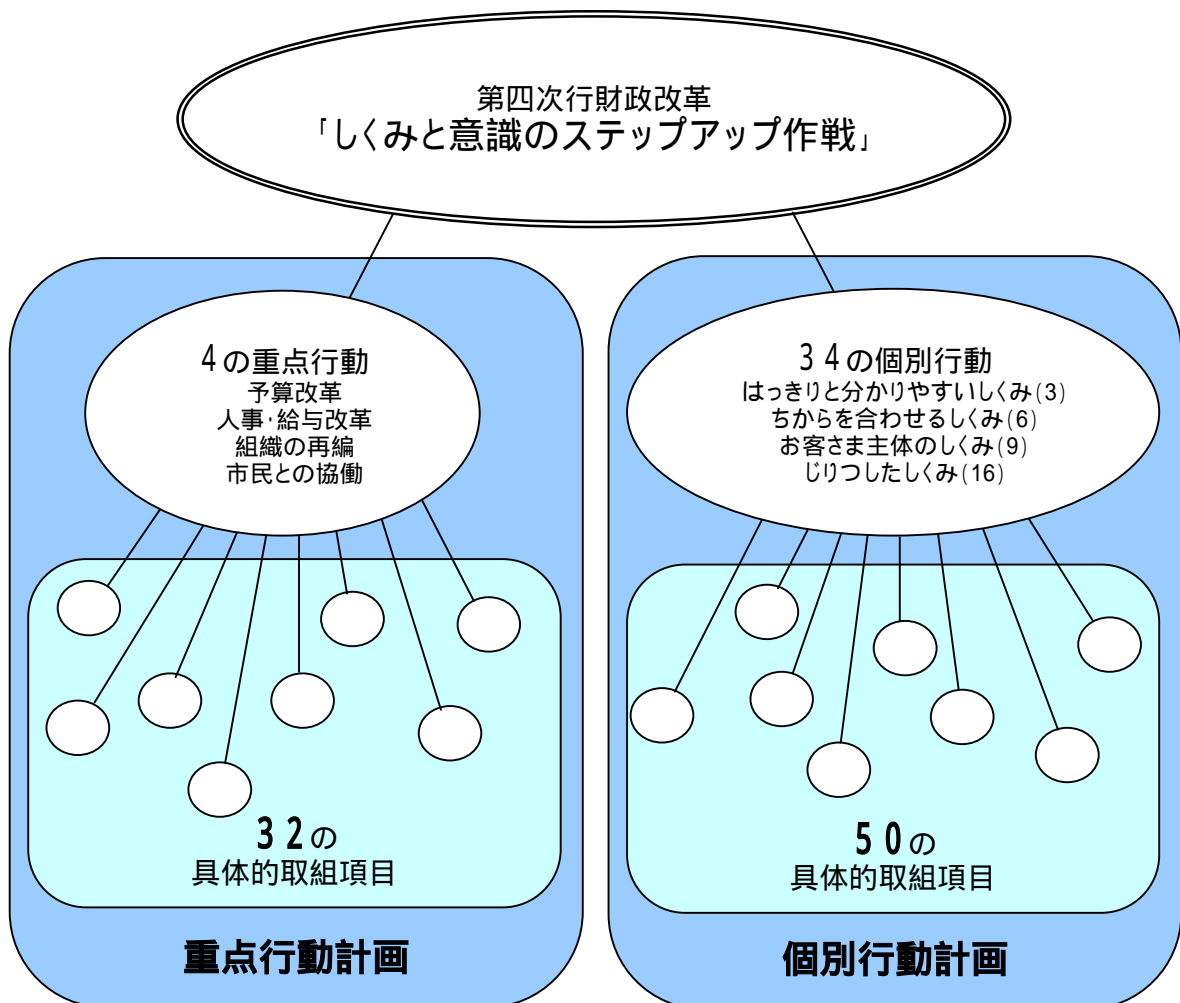 第四次行財政改革
「しくみと意識のステップアップ作戦」
4の重点行動
予算改革
人事・給与改革
組織の再編
市民との協働
32の
具体的取組項目
重点行動計画
34の個別行動
はっきりと分かりやすいしくみ(3)
ちからを合わせるしくみ(6)
お客さま主体のしくみ(9)
じりつしたしくみ(16)
50の
具体的取組項目
個別行動計画